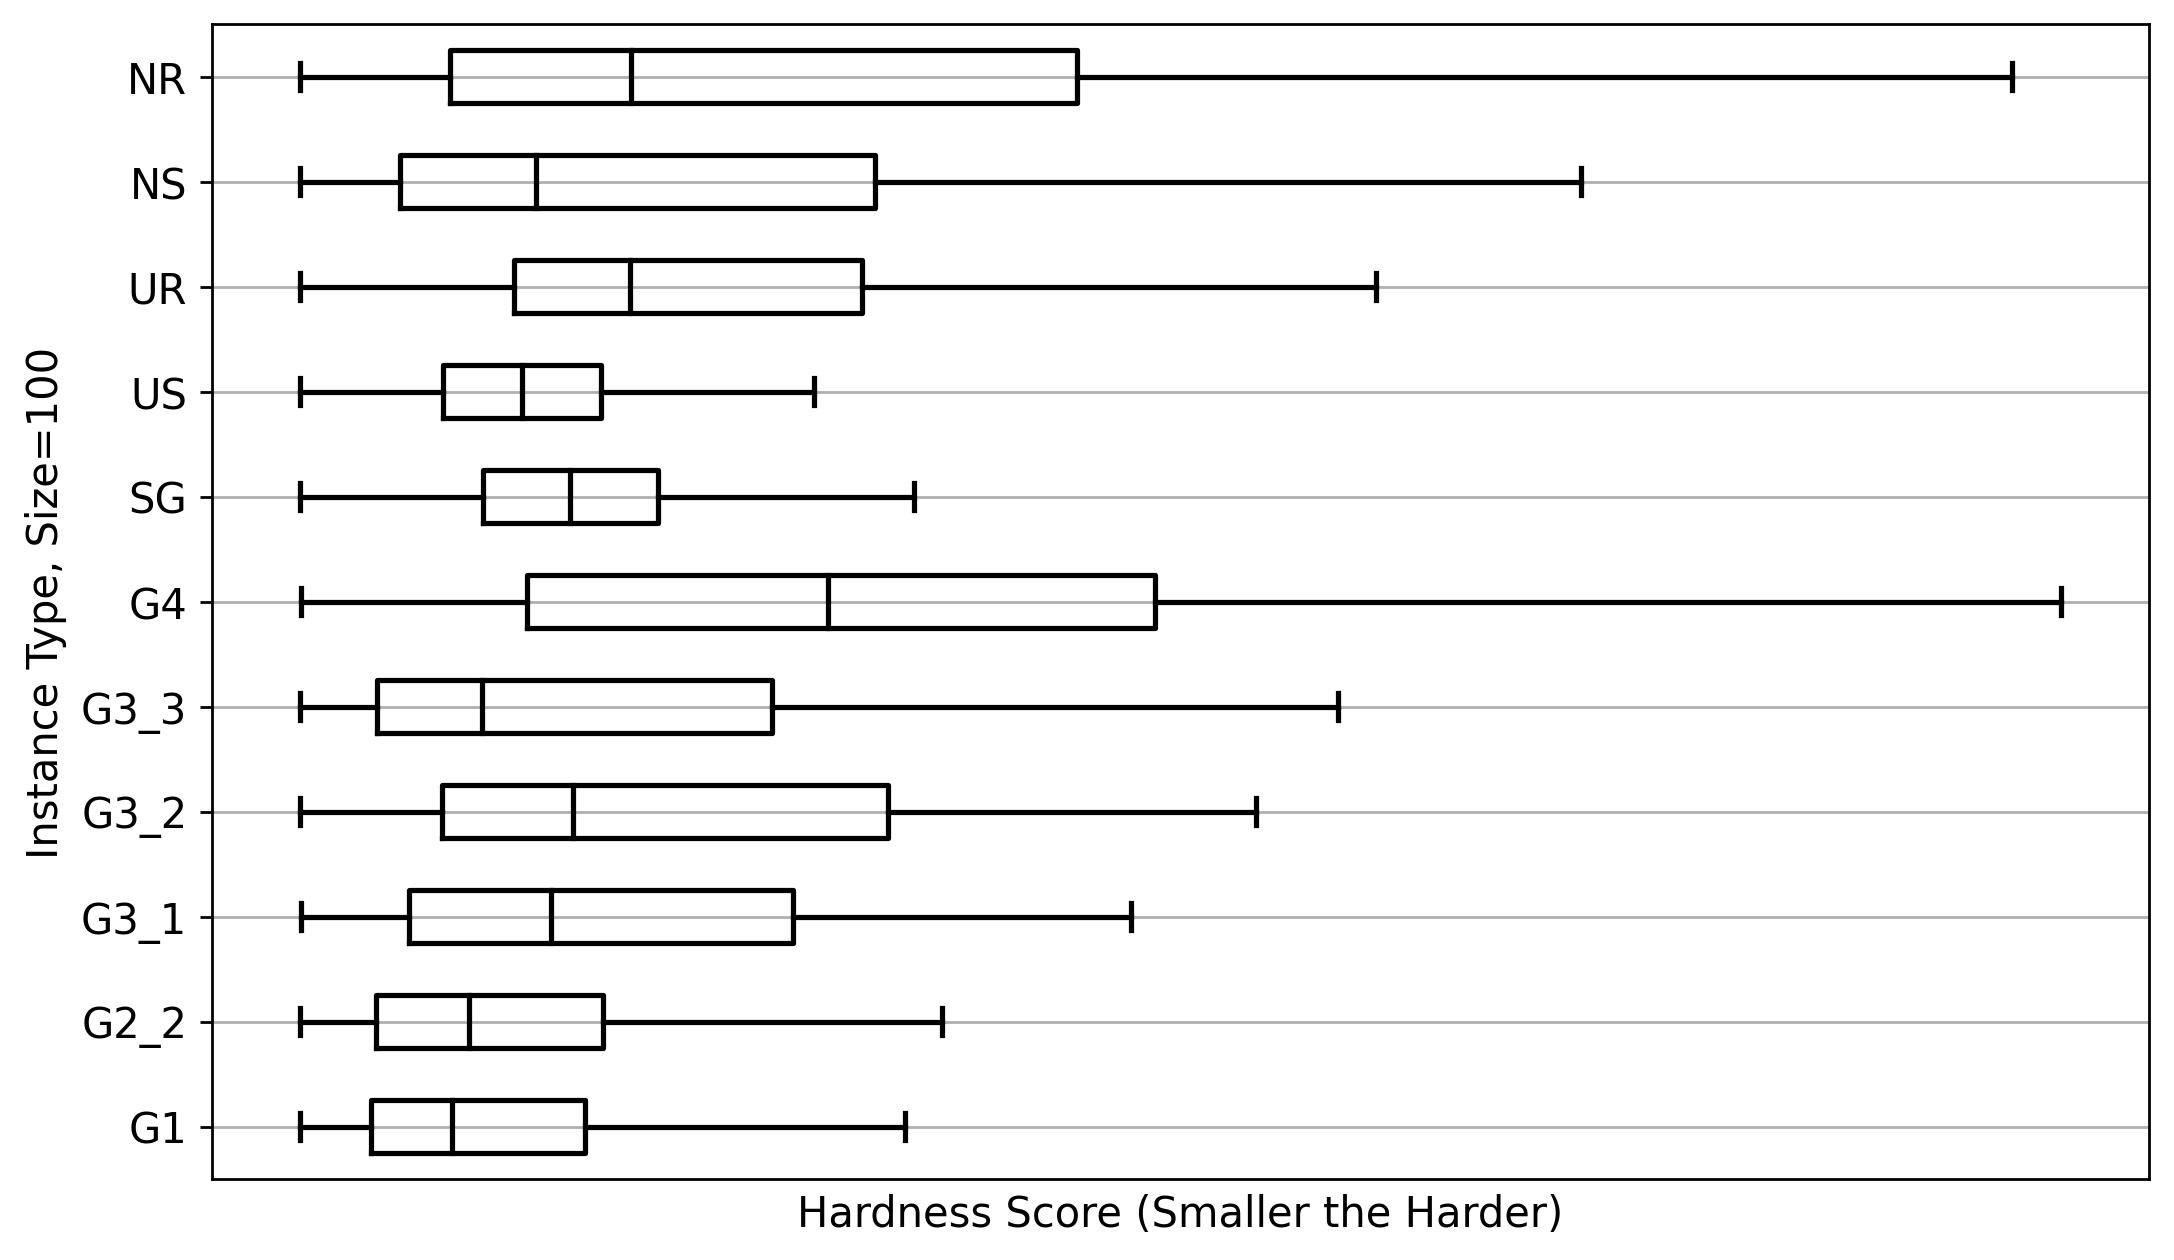 NR
NS
UR
US
SG
G4
G3_3
G3_2
G3_1
G2_2
G1
Instance Type, Size=100
Hardness Score (Smaller the Harder)